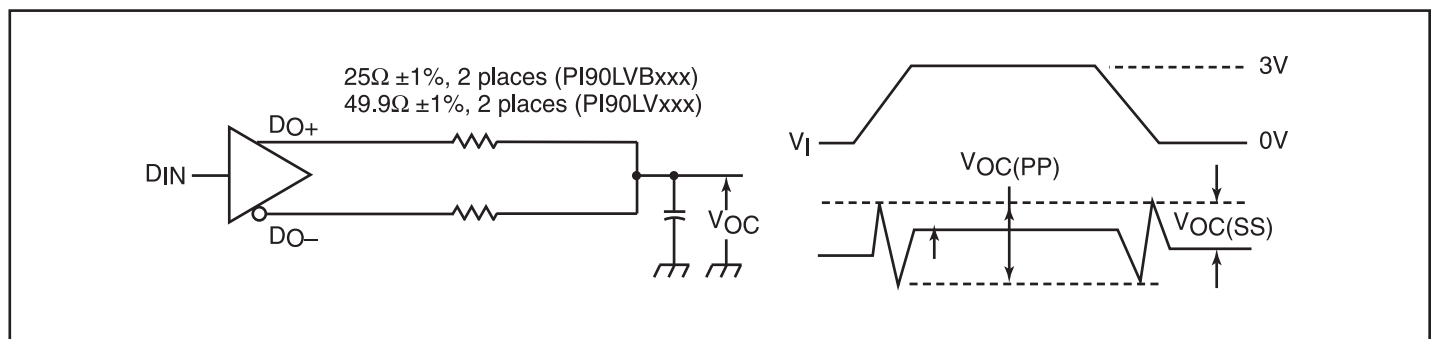 25Ω ±1%, 2 places (PI90LVBxxx)
49.9Ω ±1%, 2 places (PI90LVxxx)
DO+
DIN
DO–
VOC
3V
VI
0V
VOC(PP)
VOC(SS)